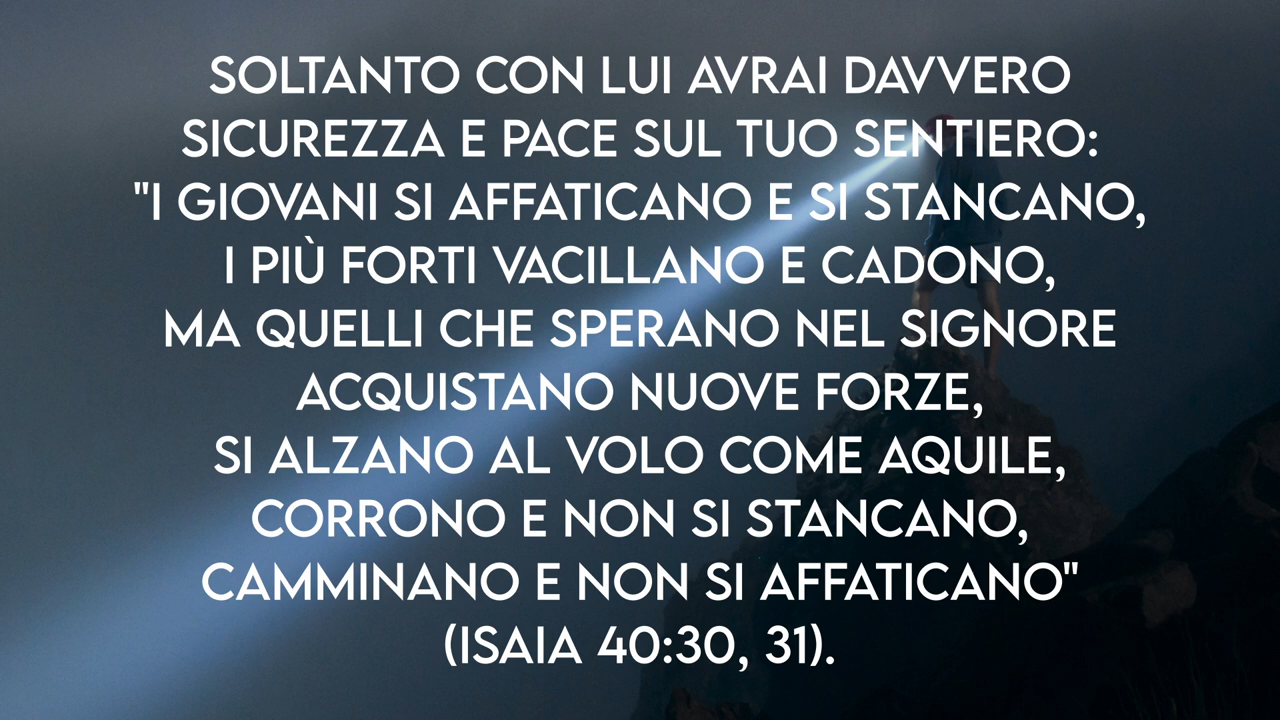 SOLTANTO CON LUI AVRAI DAVVERO
SICUREZZA E PACE SUL TUO SENTIERO:
"I GIOVANI SI AFFATICANO E SI STANCANO,
I PIÙ FORTI VACILLANO E CADONO,
MA QUELLI CHE SPERANO NEL SIGNORE
ACQUISTANO NUOVE FORZE,
SI ALZANO AL VOLO COME AQUILE,
CORRONO E NON SI STANCANO,
CAMMINANO E NON SI AFFATICANO"
(ISAIA 40:30, 31).